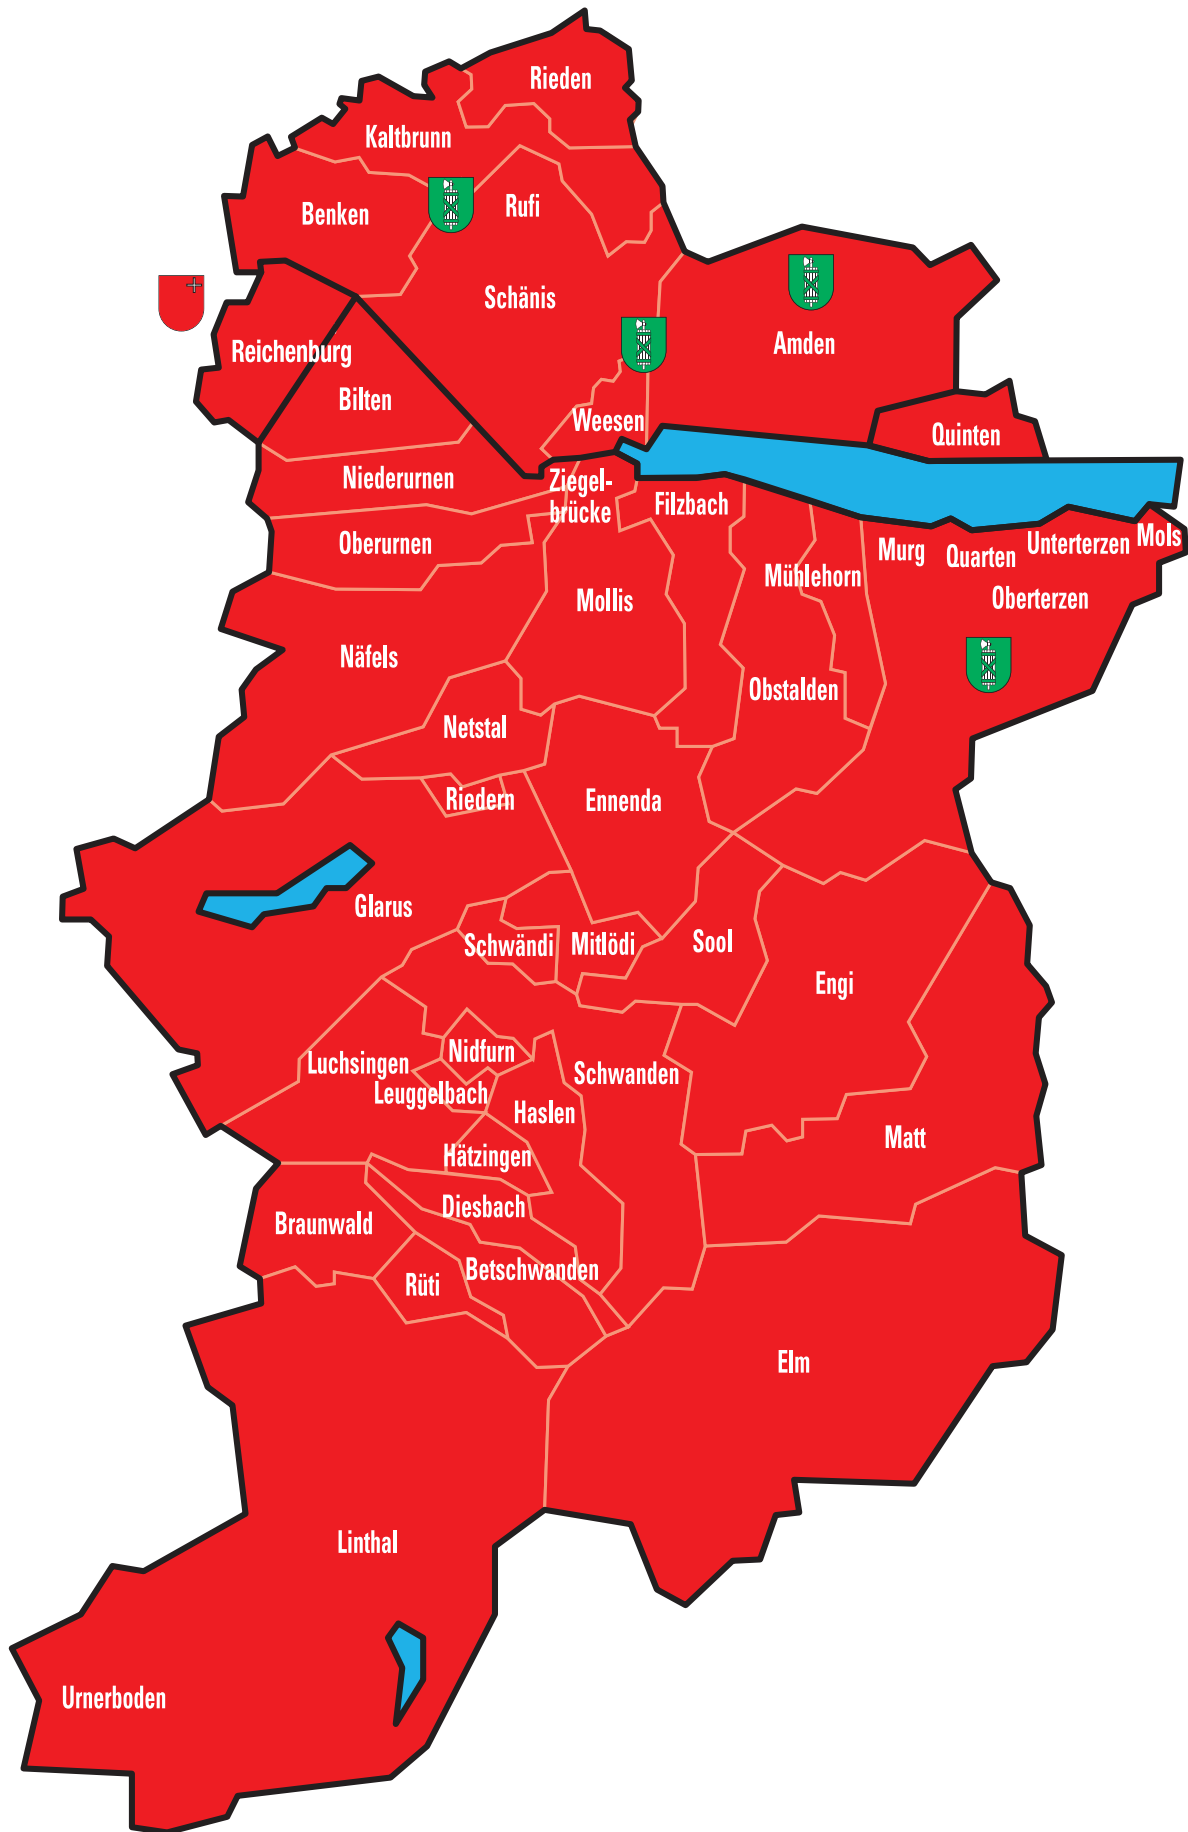 Rieden
Kaltbrunn
Rufi
Benken
Schänis
Amden
Reichenburg
Bilten
Weesen
Quinten
Niederurnen
Ziegel-
brücke
Filzbach
Oberurnen
Murg
Quarten
Unterterzen
Mols
Mühlehorn
Mollis
Oberterzen
Näfels
Obstalden
Netstal
Riedern
Ennenda
Glarus
Schwändi
Mitlödi
Sool
Engi
Nidfurn
Luchsingen
Schwanden
Leuggelbach
Haslen
Matt
Hätzingen
Diesbach
Braunwald
Betschwanden
Rüti
Elm
Linthal
Urnerboden